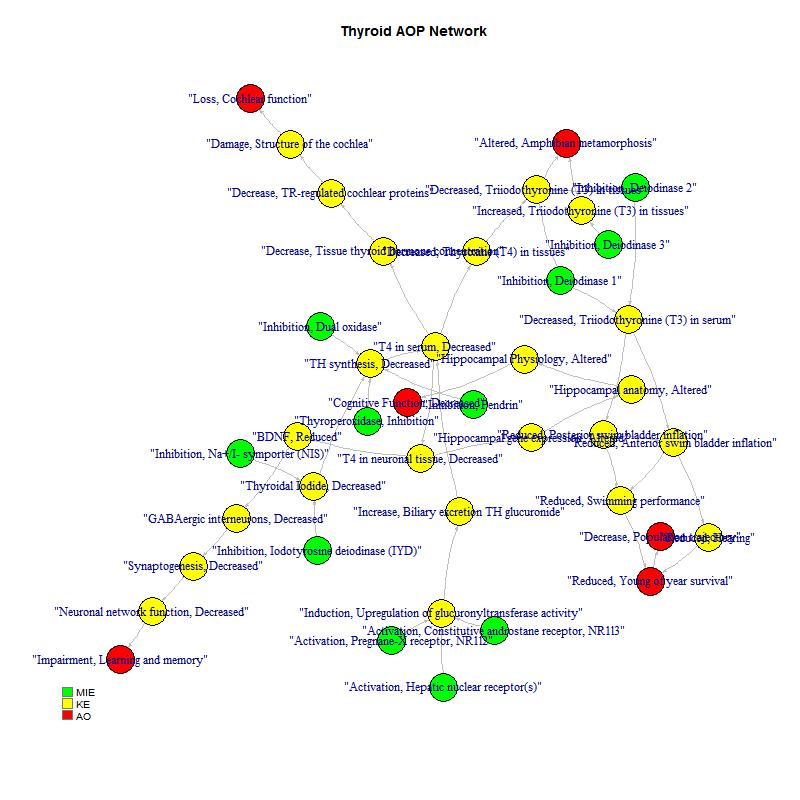 Thyroid AOP Network
"Loss, Cochlear function"
"Damage, Structure of the cochlea"
"Altered, Amphibian metamorphosis"
"Decrease, TR-regulated cochlear proteins"
"Decreased, Triiodothyronine (T3) in tissues"
"Inhibition, Deiodinase 2"
"Increased, Triiodothyronine (T3) in tissues"
"Inhibition, Deiodinase 3"
"Decrease, Tissue thyroid hormone concentration"
"Decreased, Thyroxine (T4) in tissues
"Inhibition, Deiodinase 1"
"Decreased, Triiodothyronine (T3) in serum"
"Inhibition, Dual oxidase"
"T4 in serum, Decreased"
"TH synthesis, Decreased
"Hippocampal Physiology, Altered"
"Hippocampal anatomy, Altered"
"Cognitive Function, Decreased"
"Inhibition, Pendrin"
"Thyroperoxidase, Inhibition"
"BDNF, Reduced"
"Hippocampal gene expression, Altered"
"Reduced, Posterior swim bladder inflation"
"Reduced, Anterior swim bladder inflation"
"Inhibition, Na+/I- symporter (NIS)"
"T4 in neuronal tissue, Decreased"
"Thyroidal Iodide, Decreased"
"Reduced, Swimming performance"
"Increase, Biliary excretion TH glucuronide"
"GABAergic interneurons, Decreased"
"Decrease, Population trajectory"
"Reduced, Hearing"
"Inhibition, Iodotyrosine deiodinase (IYD)"
"Synaptogenesis, Decreased"
"Reduced, Young of year survival"
"Neuronal network function, Decreased"
"Induction, Upregulation of glucuronyltransferase activity"
"Activation, Constitutive androstane receptor, NR1l3"
"Activation, Pregnane-X receptor, NR1l2"
"Impairment, Learning and memory"
"Activation, Hepatic nuclear receptor(s)"
MIE
KE
AO